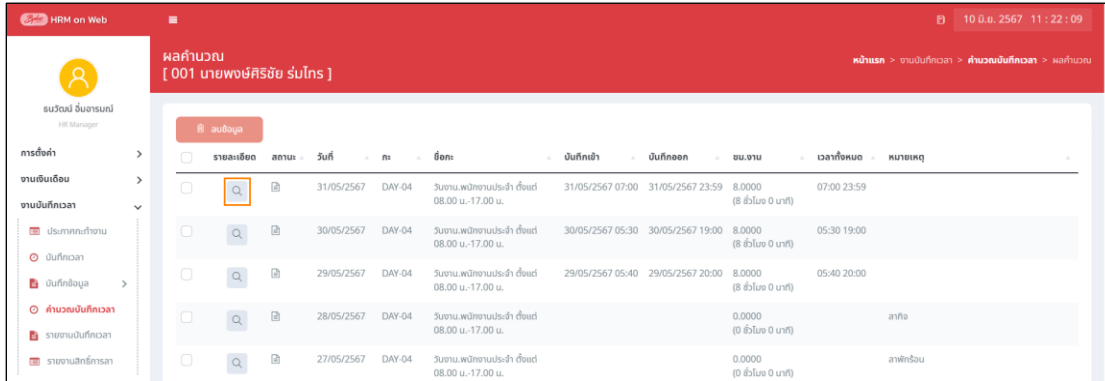 HRM on Web
10 มิ.ย. 2567 11 : 22 : 09
ผลคำนวณ
[ 001 นายพงษ์ศิริชัย ร่มไทร ]
หน้าแรก > งานบันทึกเวลา > คำนวณบันทึกเวลา > ผลคำนวณ
ธนวัฒน์ อิ่มอารมณ์
HR Manager
การตั้งค่า
งานเงินเดือน
งานบันทึกเวลา
ประกาศกะทำงาน
บันทึกเวลา
บันทึกข้อมูล
คำนวณบันทึกเวลา
รายงานบันทึกเวลา
รายงานสิทธิ์การลา
ลบข้อมูล
รายละเอียด สถานะ วันที่ กะ ชื่อกะ บันทึกเข้า บันทึกออก ชม.งาน เวลาทั้งหมด หมายเหตุ
31/05/2567 DAY-04 วันงาน.พนักงานประจำ ตั้งแต่ 31/05/2567 07:00 31/05/2567 23:59 8.0000 07:00 23:59
08.00 น.-17.00 น. (8 ชั่วโมง 0 นาที)
30/05/2567 DAY-04 วันงาน.พนักงานประจำ ตั้งแต่ 30/05/2567 05:30 30/05/2567 19:00 8.0000 05:30 19:00
08.00 น.-17.00 น. (8 ชั่วโมง 0 นาที)
29/05/2567 DAY-04 วันงาน.พนักงานประจำ ตั้งแต่ 29/05/2567 05:40 29/05/2567 20:00 8.0000 05:40 20:00
08.00 น.-17.00 น. (8 ชั่วโมง 0 นาที)
28/05/2567 DAY-04 วันงาน.พนักงานประจำ ตั้งแต่ 0.0000 ลากิจ
08.00 น.-17.00 น. (0 ชั่วโมง 0 นาที)
27/05/2567 DAY-04 วันงาน.พนักงานประจำ ตั้งแต่ 0.0000 ลาพักร้อน
08.00 น.-17.00 น. (0 ชั่วโมง 0 นาที)